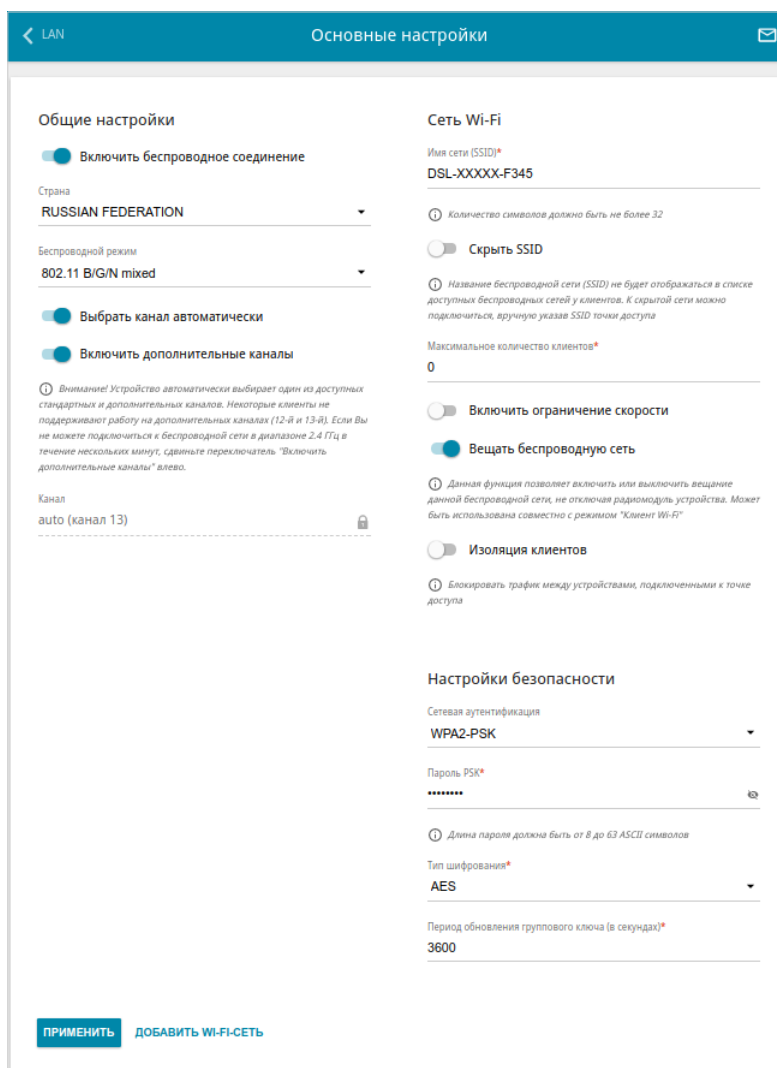 LAN
Основные настройки
Общие настройки
Включить беспроводное соединение
Страна
RUSSIAN FEDERATION
Беспроводной режим
802.11 B/G/N mixed
Выбрать канал автоматически
Включить дополнительные каналы
Внимание! Устройство автоматически выбирает один из доступных
стандартных и дополнительных каналов. Некоторые клиенты не
поддерживают работу на дополнительных каналах (12-й и 13-й). Если Вы
не можете подключиться к беспроводной сети в диапазоне 2.4 ГГц в
течение нескольких минут, сдвиньте переключатель "Включить
дополнительные каналы" влево.
Канал
auto (канал 13)
Сеть Wi-Fi
Имя сети (SSID)*
DSL-XXXXX-F345
Количество символов должно быть не более 32
Скрыть SSID
Название беспроводной сети (SSID) не будет отображаться в списке
доступных беспроводных сетей у клиентов. К скрытой сети можно
подключиться, вручную указав SSID точки доступа
Максимальное количество клиентов*
0
Включить ограничение скорости
Вещать беспроводную сеть
Данная функция позволяет включить или выключить вещание
данной беспроводной сети, не отключая радиомодуль устройства. Может
быть использована совместно с режимом "Клиент Wi-Fi"
Изоляция клиентов
Блокировать трафик между устройствами, подключенными к точке
доступа
Настройки безопасности
Сетевая аутентификация
WPA2-PSK
Пароль PSK*
••••••••
Длина пароля должна быть от 8 до 63 ASCII символов
Тип шифрования*
AES
Период обновления группового ключа (в секундах)*
3600
ПРИМЕНИТЬ
ДОБАВИТЬ WI-FI-СЕТЬ